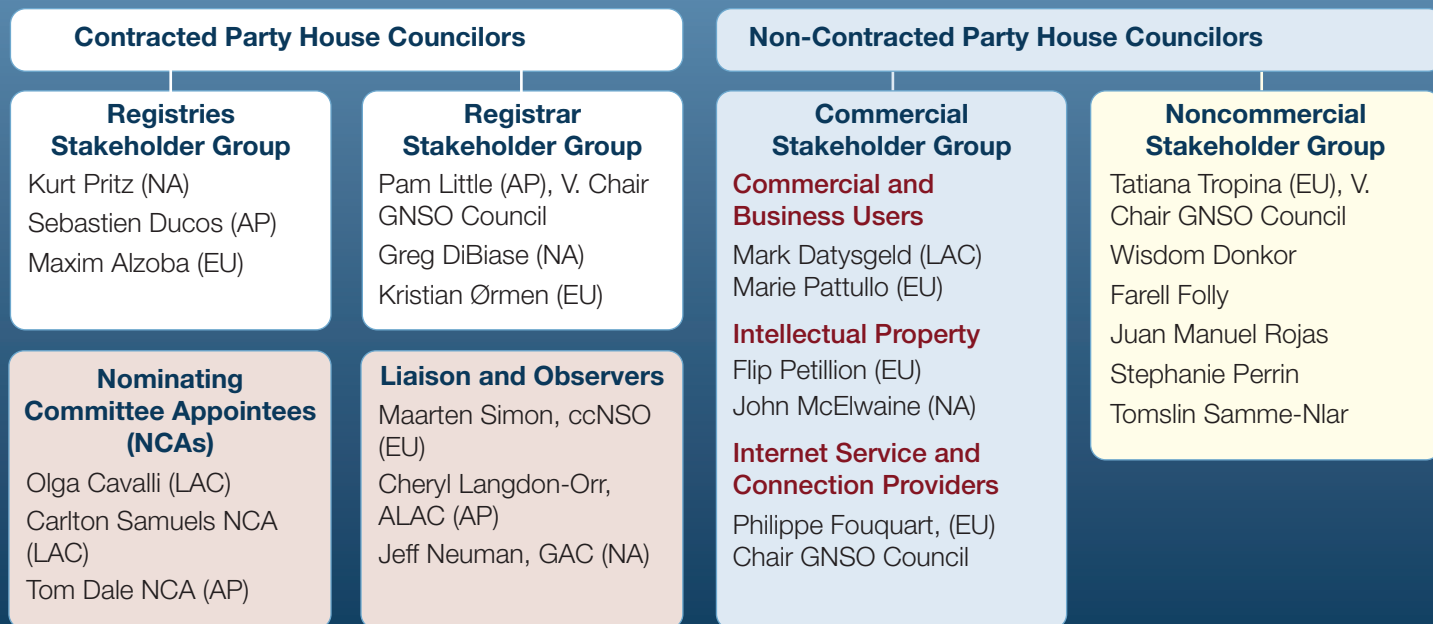 Contracted Party House Councilors
Registries
Stakeholder Group
Kurt Pritz (NA)
Sebastien Ducos (AP)
Maxim Alzoba (EU)
Registrar
Stakeholder Group
Pam Little (AP), V. Chair
GNSO Council
Greg DiBiase (NA)
Kristian Ørmen (EU)
Nominating
Committee Appointees
(NCAs)
Olga Cavalli (LAC)
Carlton Samuels NCA
(LAC)
Tom Dale NCA (AP)
Liaison and Observers
Maarten Simon, ccNSO
(EU)
Cheryl Langdon-Orr,
ALAC (AP)
Jeff Neuman, GAC (NA)
Non-Contracted Party House Councilors
Commercial
Stakeholder Group
Commercial and
Business Users
Mark Datysgeld (LAC)
Marie Pattullo (EU)
Intellectual Property
Flip Petillion (EU)
John McElwaine (NA)
Internet Service and
Connection Providers
Philippe Fouquart, (EU)
Chair GNSO Council
Noncommercial
Stakeholder Group
Tatiana Tropina (EU), V.
Chair GNSO Council
Wisdom Donkor
Farell Folly
Juan Manuel Rojas
Stephanie Perrin
Tomslin Samme-Nlar